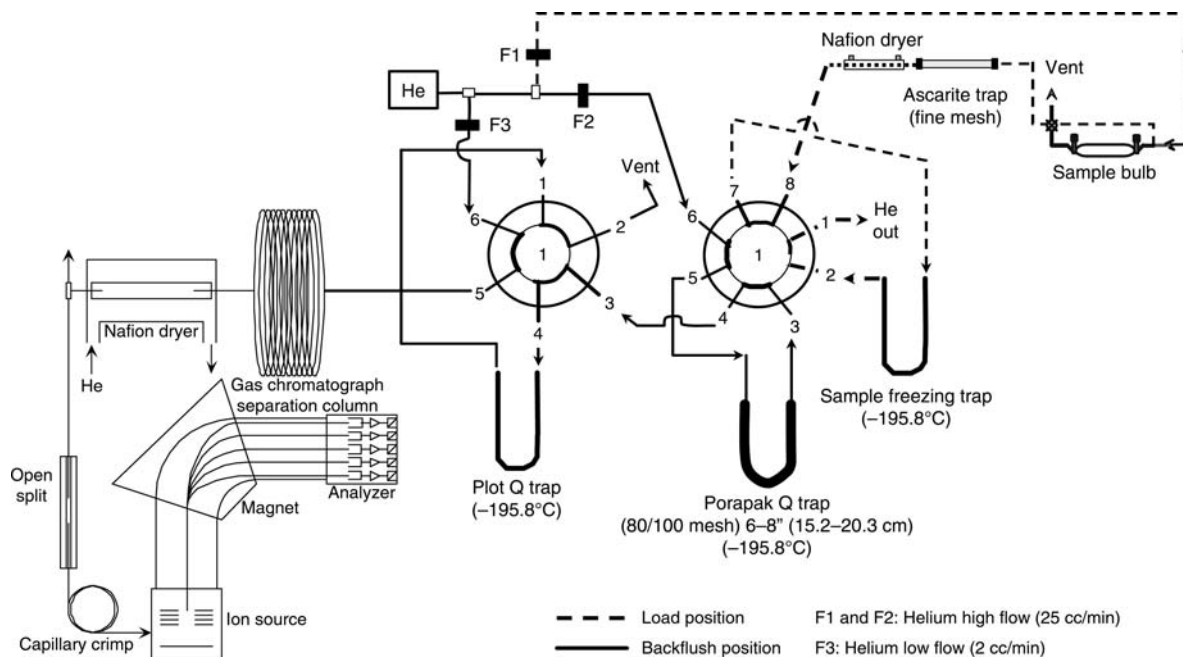 F1
Nafion dryer
He
Vent
Ascarite trap
(fine mesh)
F2
F3
Sample bulb
Vent
1
2
3
4
5
6
1
7
8
1
2
3
4
5
6
1
He
out
Nafion dryer
He
Gas chromatograph
separation column
Sample freezing trap
(–195.8°C)
Open
split
Analyzer
Magnet
Plot Q trap
(–195.8°C)
Porapak Q trap
(80/100 mesh) 6–8” (15.2–20.3 cm)
(–195.8°C)
Ion source
Capillary crimp
Load position
F1 and F2: Helium high flow (25 cc/min)
Backflush position
F3: Helium low flow (2 cc/min)